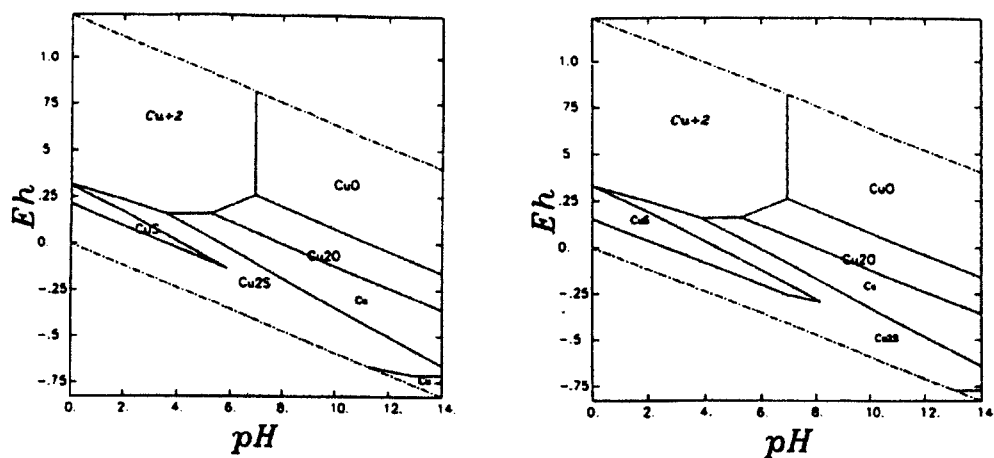 1.0
75
.5
.25
0.
-.25
-.5
-.75
Eh
Cu+2
CuO
CuS
Cu2O
Cu2S
Cu
Cu
0. 2. 4. 6. 8. 10. 12. 14.
pH
1.0
75
.5
.25
0.
-.25
-.5
-.75
Eh
Cu+2
CuO
CuS
Cu2O
Cu
Cu2S
0. 2. 4. 6. 8. 10. 12. 14
pH